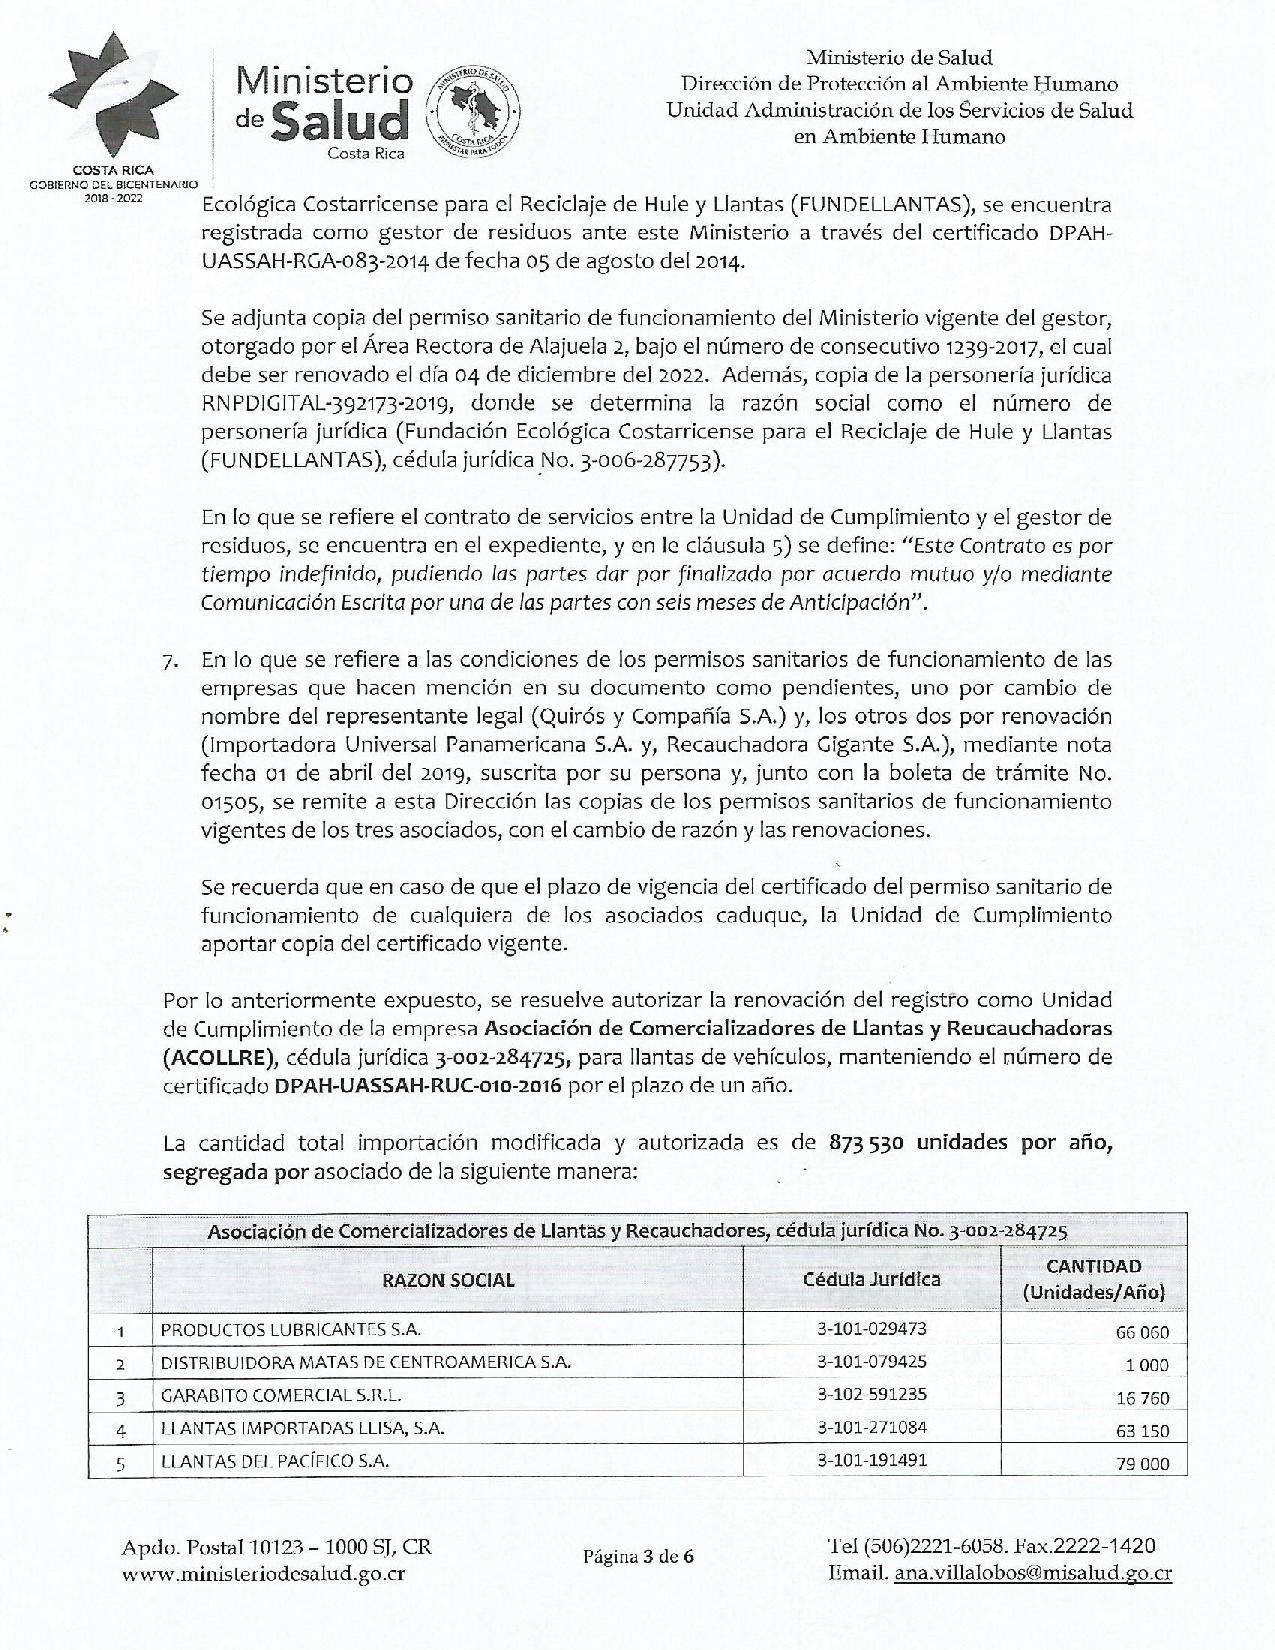 Ministerio
de Salud
Costa Rica
COSTA RICA
GOBIERNO DEL BICENTENARIO
2018 - 2022
Ministerio de Salud
Dirección de Protección al Ambiente Humano
Unidad Administración de los Servicios de Salud
en Ambiente Humano
Ecológica Costarricense para el Reciclaje de Hule y Llantas (FUNDELLANTAS), se encuentra
registrada como gestor de residuos ante este Ministerio a través del certificado DPAH-
UASSAH-RGA-083-2014 de fecha 05 de agosto del 2014.
Se adjunta copia del permiso sanitario de funcionamiento del Ministerio vigente del gestor,
otorgado por el Área Rectora de Alajuela 2, bajo el número de consecutivo 1239-2017, el cual
debe ser renovado el día 04 de diciembre del 2022. Además, copia de la personería jurídica
RNPDIGITAL-392173-2019, donde se determina la razón social como el número de
personería jurídica (Fundación Ecológica Costarricense para el Reciclaje de Hule y Llantas
(FUNDELLANTAS), cédula jurídica No. 3-006-287753).
En lo que se refiere el contrato de servicios entre la Unidad de Cumplimiento y el gestor de
residuos, se encuentra en el expediente, y en le cláusula 5) se define: "Este Contrato es por
tiempo indefinido, pudiendo las partes dar por finalizado por acuerdo mutuo y/o mediante
Comunicación Escrita por una de las partes con seis meses de Anticipación".
7. En lo que se refiere a las condiciones de los permisos sanitarios de funcionamiento de las
empresas que hacen mención en su documento como pendientes, uno por cambio de
nombre del representante legal (Quirós y Compañía S.A.) y, los otros dos por renovación
(Importadora Universal Panamericana S.A. y, Recauchadora Gigante S.A.), mediante nota
fecha 01 de abril del 2019, suscrita por su persona y, junto con la boleta de trámite No.
01505, se remite a esta Dirección las copias de los permisos sanitarios de funcionamiento
vigentes de los tres asociados, con el cambio de razón y las renovaciones.
Se recuerda que en caso de que el plazo de vigencia del certificado del permiso sanitario de
funcionamiento de cualquiera de los asociados caduque, la Unidad de Cumplimiento
aportar copia del certificado vigente.
Por lo anteriormente expuesto, se resuelve autorizar la renovación del registro como Unidad
de Cumplimiento de la empresa Asociación de Comercializadores de Llantas y Reucauchadoras
(ACOLLRE), cédula jurídica 3-002-284725, para llantas de vehículos, manteniendo el número de
certificado DPAH-UASSAH-RUC-010-2016 por el plazo de un año.
La cantidad total importación modificada y autorizada es de 873 530 unidades por año,
segregada por asociado de la siguiente manera:
Asociación de Comercializadores de Llantas y Recauchadores, cédula jurídica No. 3-002-284725
RAZON SOCIAL Cédula Jurídica CANTIDAD
(Unidades/Año)
1 PRODUCTOS LUBRICANTES S.A. 3-101-029473 66 060
2 DISTRIBUIDORA MATAS DE CENTROAMERICA S.A. 3-101-079425 1 000
3 GARABITO COMERCIAL S.R.L. 3-102-591235 16 760
4 LLANTAS IMPORTADAS LLISA, S.A. 3-101-271084 63 150
5 LLANTAS DEL PACÍFICO S.A. 3-101-191491 79 000
Apdo. Postal 10123 – 1000 SJ, CR
www.ministeriodesalud.go.cr
Página 3 de 6
Tel (506)2221-6058. Fax.2222-1420
Email. ana.villalobos@misalud.go.cr